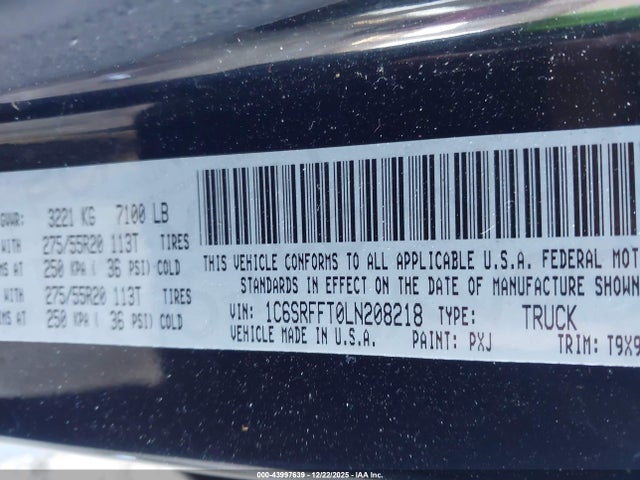 GVWR: 3221 KG 7100 LB
WITH 275/55R20 113T TIRES
MS AT 250 KPA ( 36 PSI) COLD
WITH 275/55R20 113T TIRES
MS AT 250 KPA ( 36 PSI) COLD
THIS VEHICLE CONFORMS TO ALL APPLICABLE U.S.A. FEDERAL MOT
STANDARDS IN EFFECT ON THE DATE OF MANUFACTURE SHOWN
VIN: 1C6SRFFT0LN208218 TYPE: TRUCK
VEHICLE MADE IN U.S.A. PAINT: PXJ TRIM: T9X9
000-43997639 - 12/22/2025 - IAA Inc.